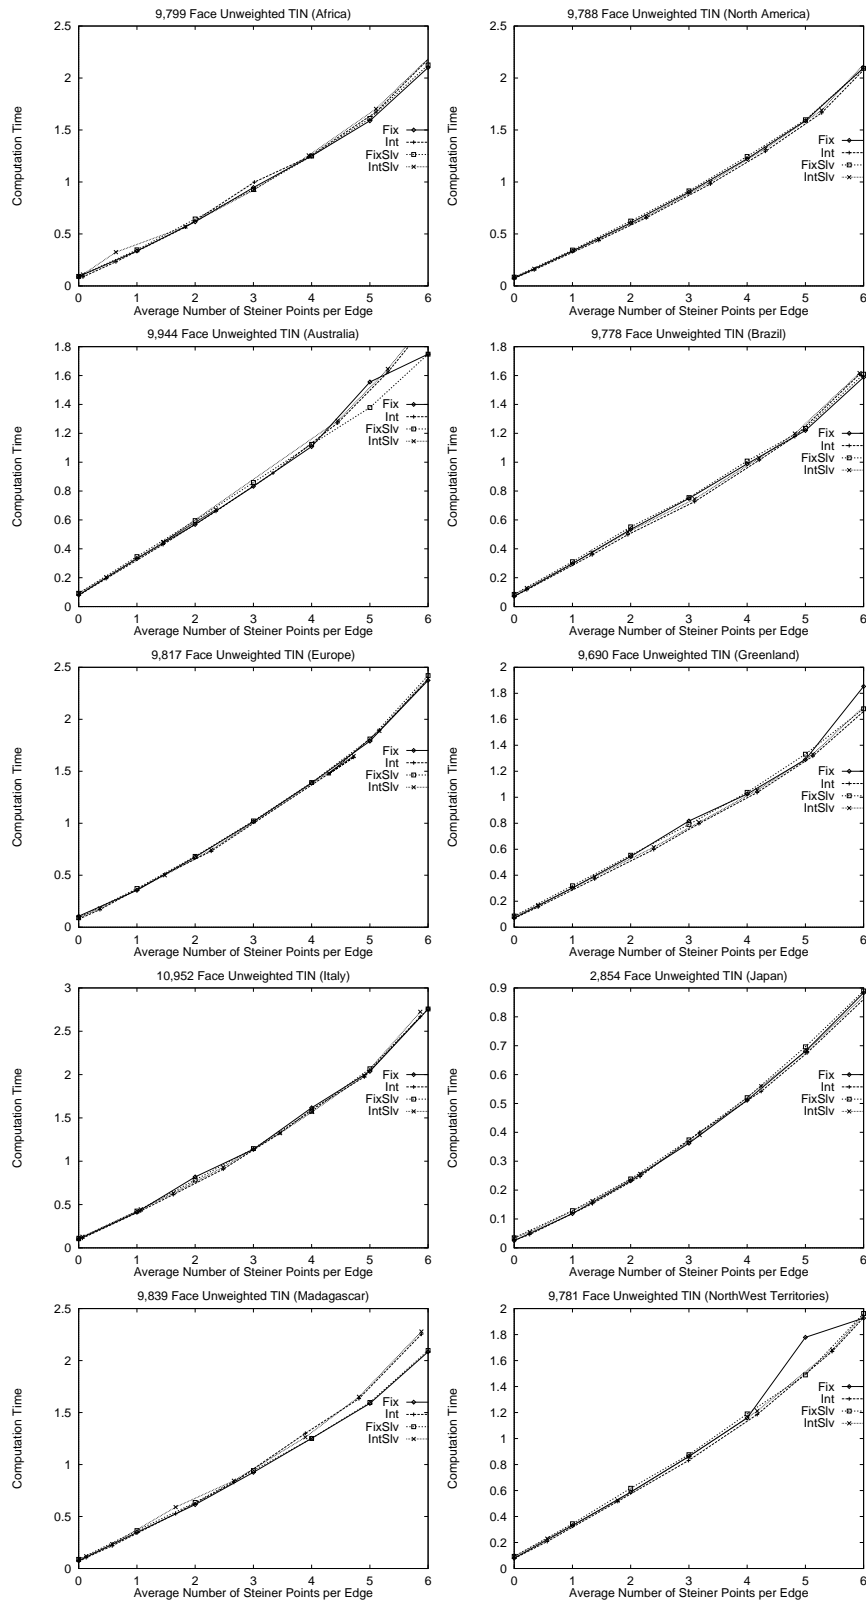 9,799 Face Unweighted TIN (Africa)
2.5
2
1.5
1
0.5
0
0 1 2 3 4 5 6
Computation Time
Average Number of Steiner Points per Edge
Fix
Int
FixSlv
IntSlv
9,788 Face Unweighted TIN (North America)
2.5
2
1.5
1
0.5
0
0 1 2 3 4 5 6
Computation Time
Average Number of Steiner Points per Edge
Fix
Int
FixSlv
IntSlv
9,944 Face Unweighted TIN (Australia)
1.8
1.6
1.4
1.2
1
0.8
0.6
0.4
0.2
0
0 1 2 3 4 5 6
Computation Time
Average Number of Steiner Points per Edge
Fix
Int
FixSlv
IntSlv
9,778 Face Unweighted TIN (Brazil)
1.8
1.6
1.4
1.2
1
0.8
0.6
0.4
0.2
0
0 1 2 3 4 5 6
Computation Time
Average Number of Steiner Points per Edge
Fix
Int
FixSlv
IntSlv
9,817 Face Unweighted TIN (Europe)
2.5
2
1.5
1
0.5
0
0 1 2 3 4 5 6
Computation Time
Average Number of Steiner Points per Edge
Fix
Int
FixSlv
IntSlv
9,690 Face Unweighted TIN (Greenland)
2
1.8
1.6
1.4
1.2
1
0.8
0.6
0.4
0.2
0
0 1 2 3 4 5 6
Computation Time
Average Number of Steiner Points per Edge
Fix
Int
FixSlv
IntSlv
10,952 Face Unweighted TIN (Italy)
3
2.5
2
1.5
1
0.5
0
0 1 2 3 4 5 6
Computation Time
Average Number of Steiner Points per Edge
Fix
Int
FixSlv
IntSlv
2,854 Face Unweighted TIN (Japan)
0.9
0.8
0.7
0.6
0.5
0.4
0.3
0.2
0.1
0
0 1 2 3 4 5 6
Computation Time
Average Number of Steiner Points per Edge
Fix
Int
FixSlv
IntSlv
9,839 Face Unweighted TIN (Madagascar)
2.5
2
1.5
1
0.5
0
0 1 2 3 4 5 6
Computation Time
Average Number of Steiner Points per Edge
Fix
Int
FixSlv
IntSlv
9,781 Face Unweighted TIN (NorthWest Territories)
2
1.8
1.6
1.4
1.2
1
0.8
0.6
0.4
0.2
0
0 1 2 3 4 5 6
Computation Time
Average Number of Steiner Points per Edge
Fix
Int
FixSlv
IntSlv